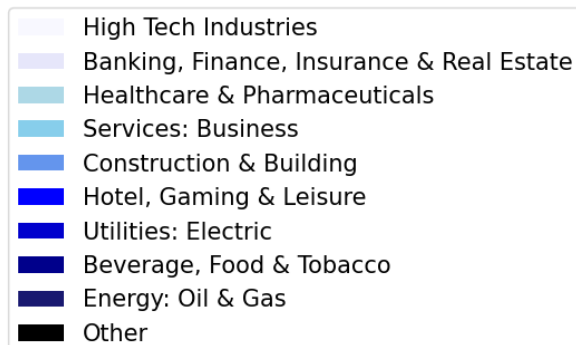 High Tech Industries
Banking, Finance, Insurance & Real Estate
Healthcare & Pharmaceuticals
Services: Business
Construction & Building
Hotel, Gaming & Leisure
Utilities: Electric
Beverage, Food & Tobacco
Energy: Oil & Gas
Other